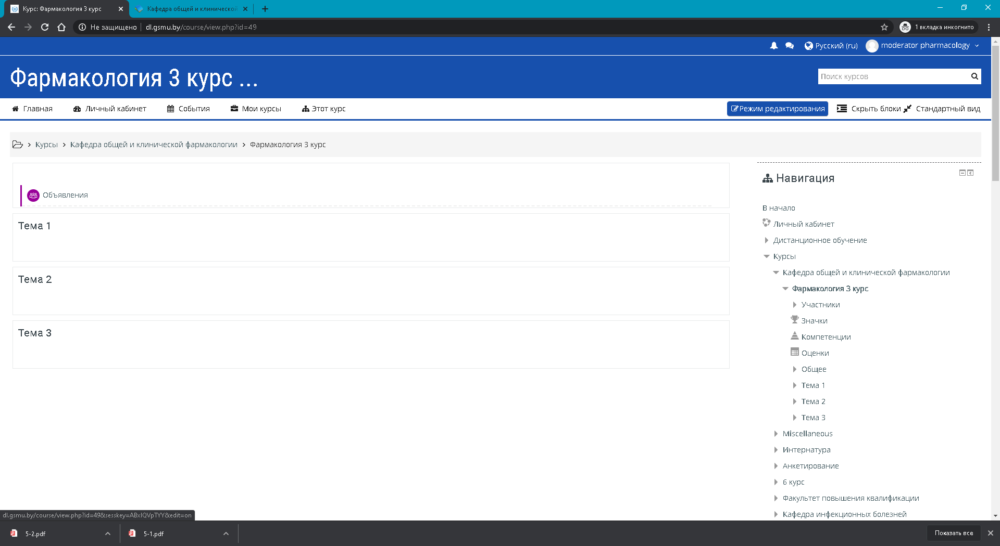 Курс: Фармакология 3 курс
Кафедра общей и клинической
Не защищено dl.gsmu.by/course/view.php?id=49
1 вкладка инкогнито
Русский (ru) moderator pharmacology
Фармакология 3 курс ...
Поиск курсов
Главная Личный кабинет События Мои курсы Этот курс Режим редактирования Скрыть блоки Стандартный вид
Курсы Кафедра общей и клинической фармакологии Фармакология 3 курс
Объявления
Тема 1
Тема 2
Тема 3
Навигация
В начало
Личный кабинет
Дистанционное обучение
Курсы
Кафедра общей и клинической фармакологии
Фармакология 3 курс
Участники
Значки
Компетенции
Оценки
Общее
Тема 1
Тема 2
Тема 3
Miscellaneous
Интернатура
Анкетирование
6 курс
Факультет повышения квалификации
Кафедра инфекционных болезней
dl.gsmu.by/course/view.php?id=49&sesskey=ABxIQVpTYY&edit=on
5-2.pdf
5-1.pdf
Показать все